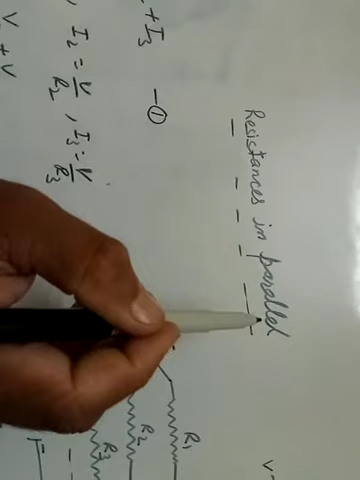 Resistances in parallel
R1
R2
R3
+I3 —①
I2 = V/R2 , I3 = V/R3
V + V
V
I